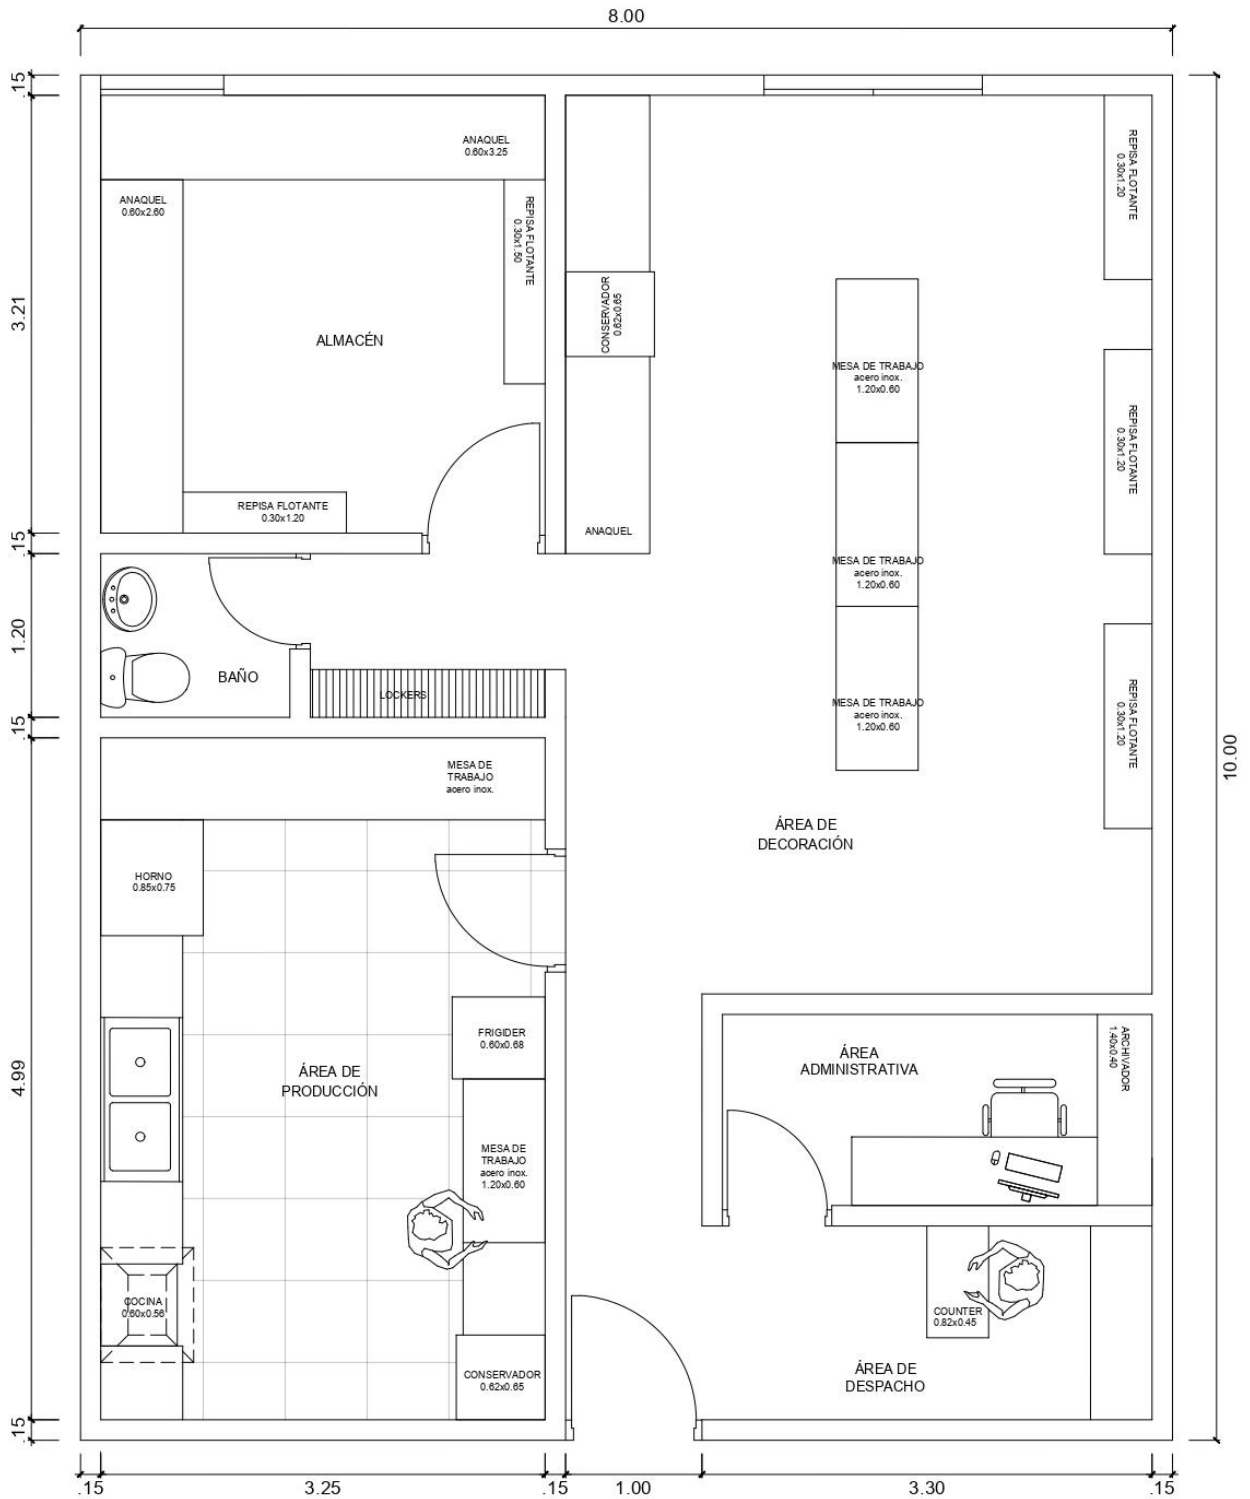 8.00
.15
3.21
.15
1.20
.15
4.99
.15
10.00
ANAQUEL
0.60x3.25
ANAQUEL
0.60x2.60
REPISA FLOTANTE
0.30x1.50
ALMACÉN
REPISA FLOTANTE
0.30x1.20
CONSERVADOR
0.62x0.65
ANAQUEL
MESA DE TRABAJO
acero inox.
1.20x0.60
MESA DE TRABAJO
acero inox.
1.20x0.60
MESA DE TRABAJO
acero inox.
1.20x0.60
REPISA FLOTANTE
0.30x1.20
REPISA FLOTANTE
0.30x1.20
REPISA FLOTANTE
0.30x1.20
BAÑO
LOCKERS
MESA DE
TRABAJO
acero inox.
ÁREA DE
DECORACIÓN
HORNO
0.85x0.75
FRIGIDER
0.60x0.68
ÁREA DE
PRODUCCIÓN
MESA DE
TRABAJO
acero inox.
1.20x0.60
COCINA
0.60x0.56
CONSERVADOR
0.62x0.65
ÁREA
ADMINISTRATIVA
ARCHIVADOR
1.40x0.40
COUNTER
0.82x0.45
ÁREA DE
DESPACHO
.15
3.25
.15
1.00
3.30
.15